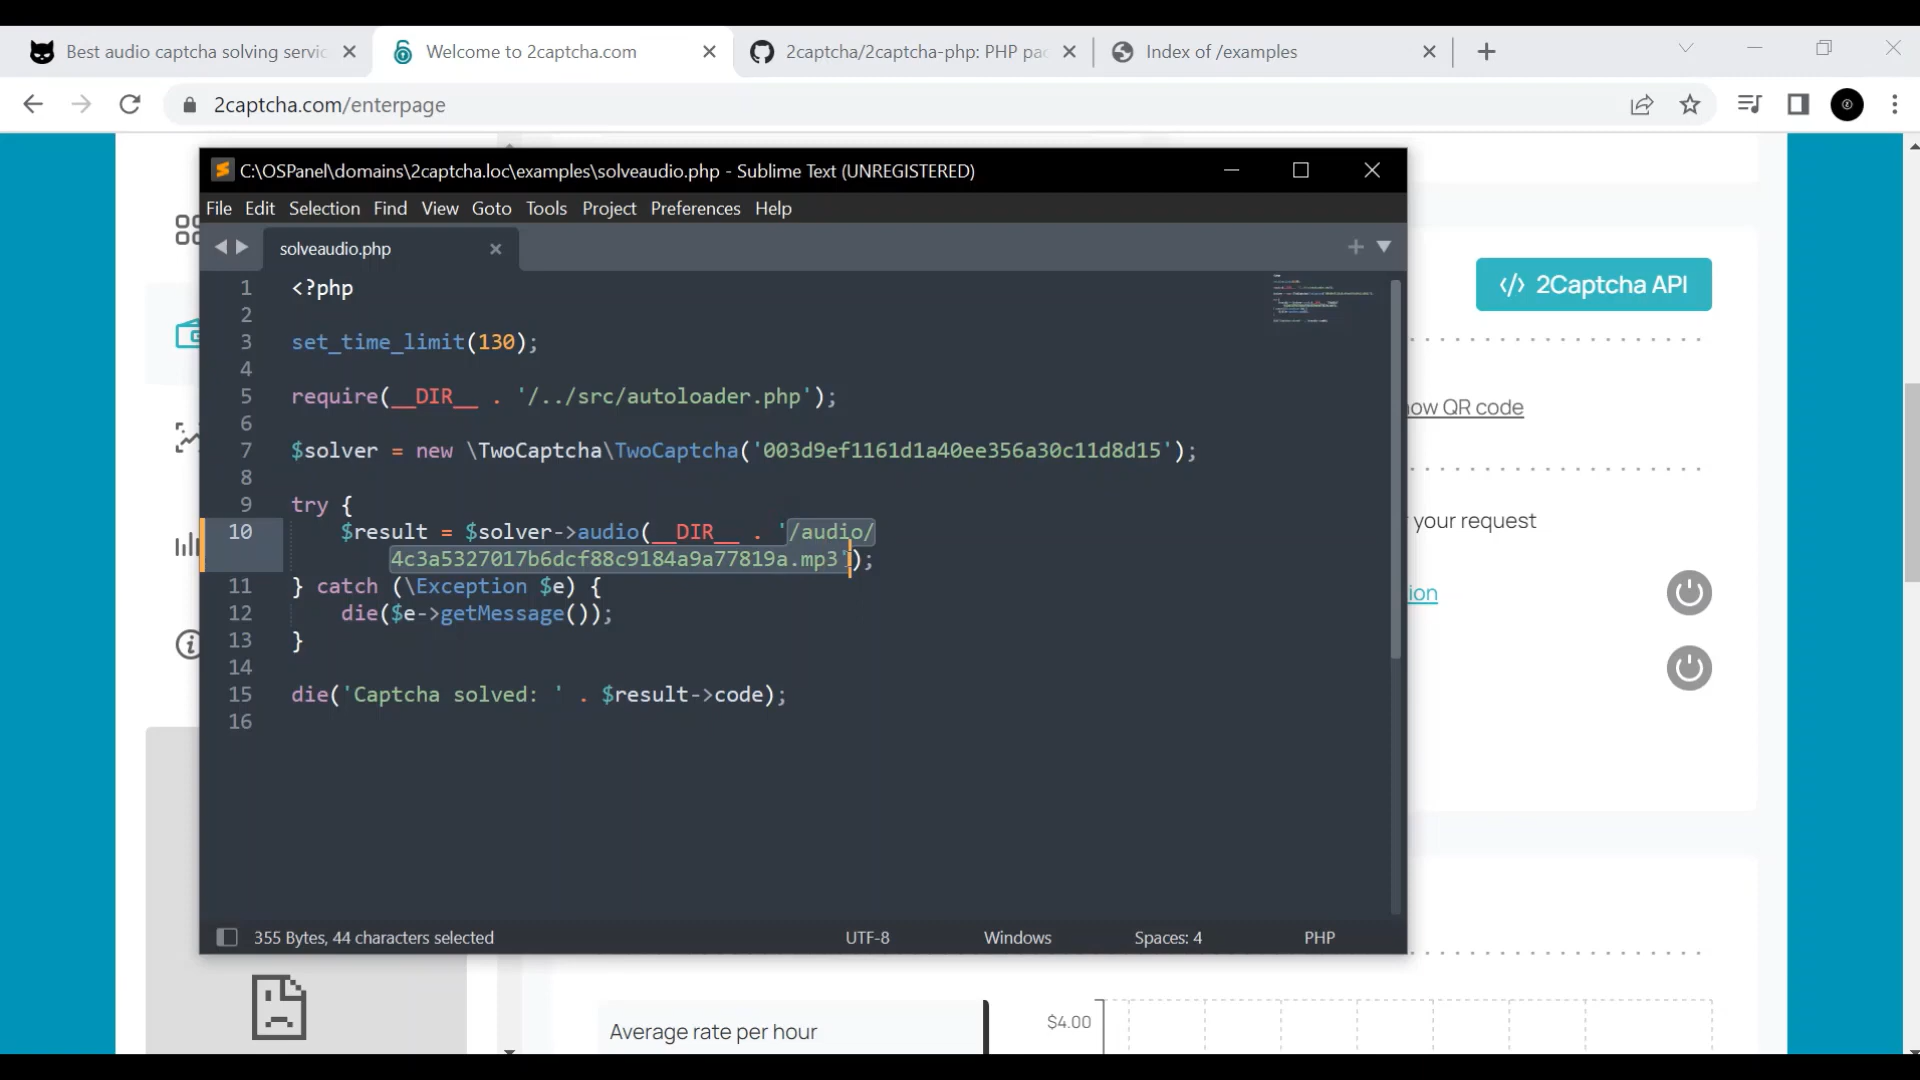 Best audio captcha solving servic
Welcome to 2captcha.com
2captcha/2captcha-php: PHP pac
Index of /examples
2captcha.com/enterpage
C:\OSPanel\domains\2captcha.loc\examples\solveaudio.php - Sublime Text (UNREGISTERED)
File Edit Selection Find View Goto Tools Project Preferences Help
solveaudio.php
1 <?php
2
3 set_time_limit(130);
4
5 require(__DIR__ . '/../src/autoloader.php');
6
7 $solver = new \TwoCaptcha\TwoCaptcha('003d9ef1161d1a40ee356a30c11d8d15');
8
9 try {
10 $result = $solver->audio(__DIR__ . '/audio/
4c3a5327017b6dcf88c9184a9a77819a.mp3');
11 } catch (\Exception $e) {
12 die($e->getMessage());
13 }
14
15 die('Captcha solved: ' . $result->code);
16
355 Bytes, 44 characters selected
UTF-8
Windows
Spaces: 4
PHP
2Captcha API
ow QR code
your request
ion
Average rate per hour
$4.00